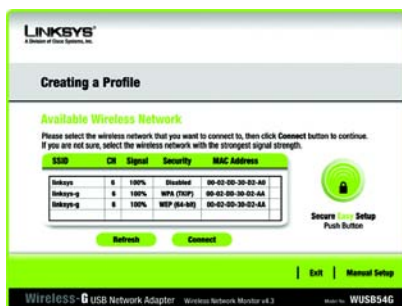 LINKSYS®
A Division of Cisco Systems, Inc.
Creating a Profile
Available Wireless Network
Please select the wireless network that you want to connect to, then click Connect button to continue.
If you are not sure, select the wireless network with the strongest signal strength.
SSID CH Signal Security MAC Address
linksys 6 100% Disabled 00-02-DD-30-D2-A0
linksys-g 6 100% WPA (TKIP) 00-02-DD-30-D2-AA
linksys-g 6 100% WEP (64-bit) 00-02-DD-30-D2-AA
Refresh Connect
Secure Easy Setup
Push Button
Exit Manual Setup
Wireless-G USB Network Adapter Wireless Network Monitor v4.3 Model No. WUSB54G